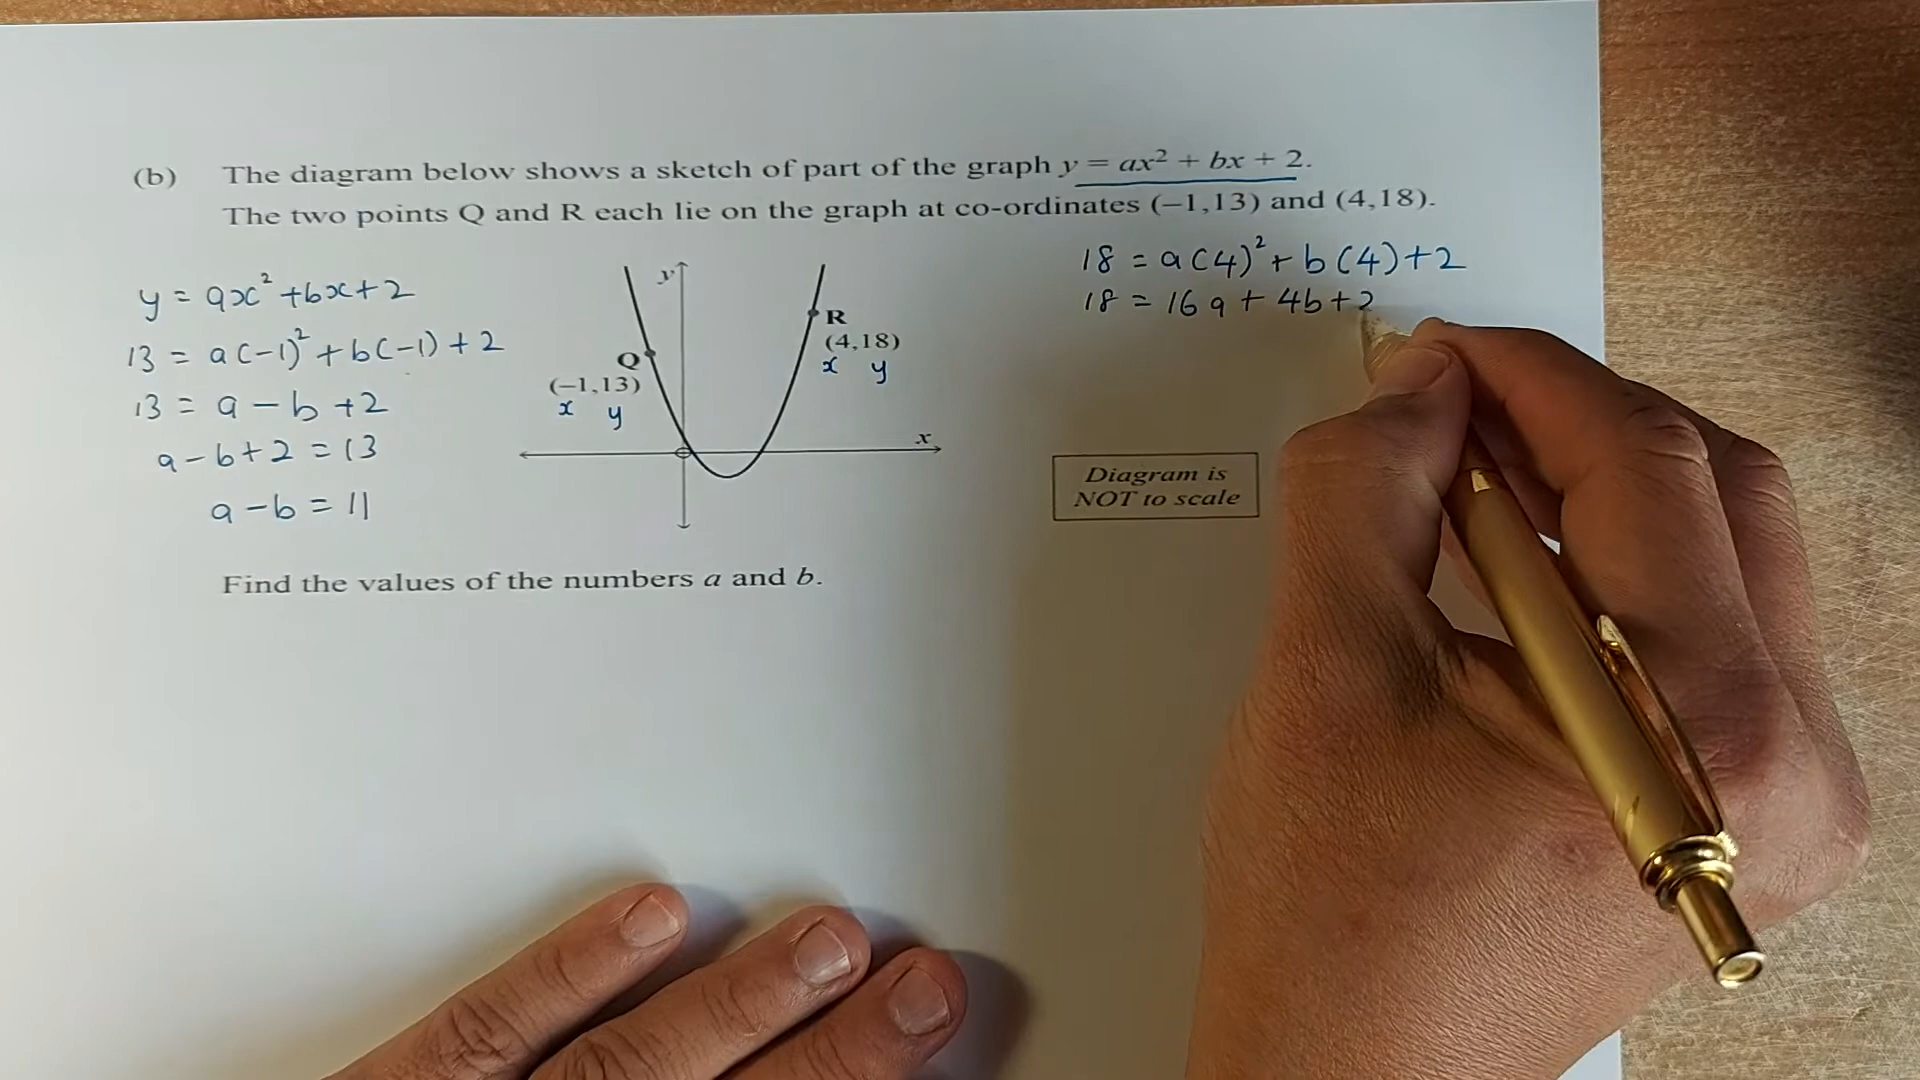 (b) The diagram below shows a sketch of part of the graph y = ax² + bx + 2.
The two points Q and R each lie on the graph at co-ordinates (−1,13) and (4,18).
y = ax² + bx + 2
13 = a(-1)² + b(-1) + 2
13 = a - b + 2
a - b + 2 = 13
a - b = 11
y
Q
(−1,13)
x y
R
(4,18)
x y
x
18 = a(4)² + b(4) + 2
18 = 16a + 4b + 2
Diagram is
NOT to scale
Find the values of the numbers a and b.